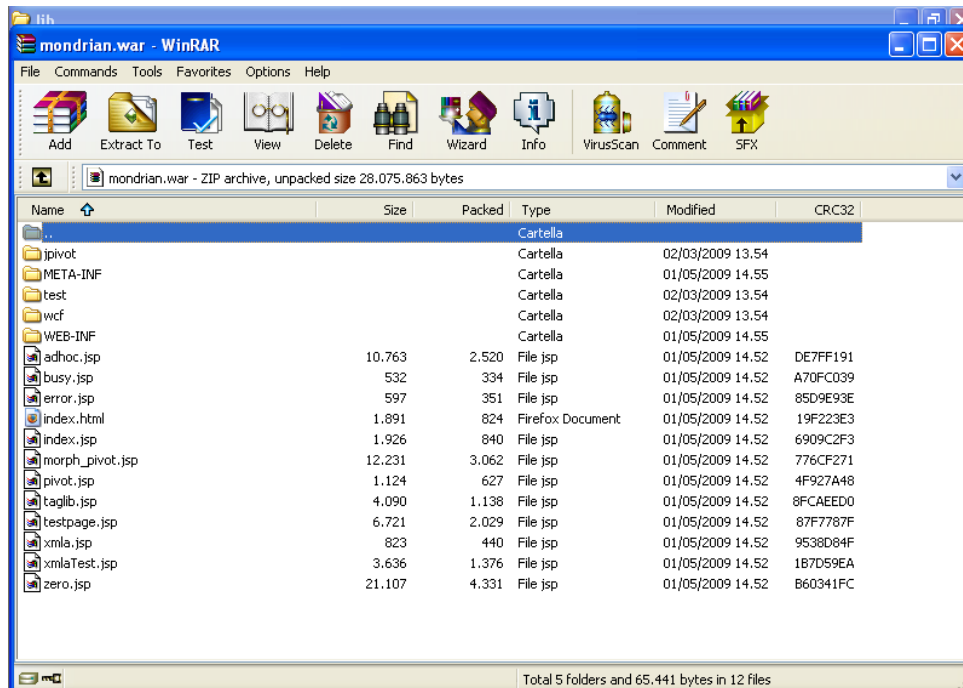 lib
mondrian.war - WinRAR
File Commands Tools Favorites Options Help
Add Extract To Test View Delete Find Wizard Info VirusScan Comment SFX
mondrian.war - ZIP archive, unpacked size 28.075.863 bytes
Name Size Packed Type Modified CRC32
.. Cartella
jpivot Cartella 02/03/2009 13.54
META-INF Cartella 01/05/2009 14.55
test Cartella 02/03/2009 13.54
wcf Cartella 02/03/2009 13.54
WEB-INF Cartella 01/05/2009 14.55
adhoc.jsp 10.763 2.520 File jsp 01/05/2009 14.52 DE7FF191
busy.jsp 532 334 File jsp 01/05/2009 14.52 A70FC039
error.jsp 597 351 File jsp 01/05/2009 14.52 85D9E93E
index.html 1.891 824 Firefox Document 01/05/2009 14.52 19F223E3
index.jsp 1.926 840 File jsp 01/05/2009 14.52 6909C2F3
morph_pivot.jsp 12.231 3.062 File jsp 01/05/2009 14.52 776CF271
pivot.jsp 1.124 627 File jsp 01/05/2009 14.52 4F927A48
taglib.jsp 4.090 1.138 File jsp 01/05/2009 14.52 8FCAEED0
testpage.jsp 6.721 2.029 File jsp 01/05/2009 14.52 87F7787F
xmla.jsp 823 440 File jsp 01/05/2009 14.52 9538D84F
xmlaTest.jsp 3.636 1.376 File jsp 01/05/2009 14.52 1B7D59EA
zero.jsp 21.107 4.331 File jsp 01/05/2009 14.52 B60341FC
Total 5 folders and 65.441 bytes in 12 files